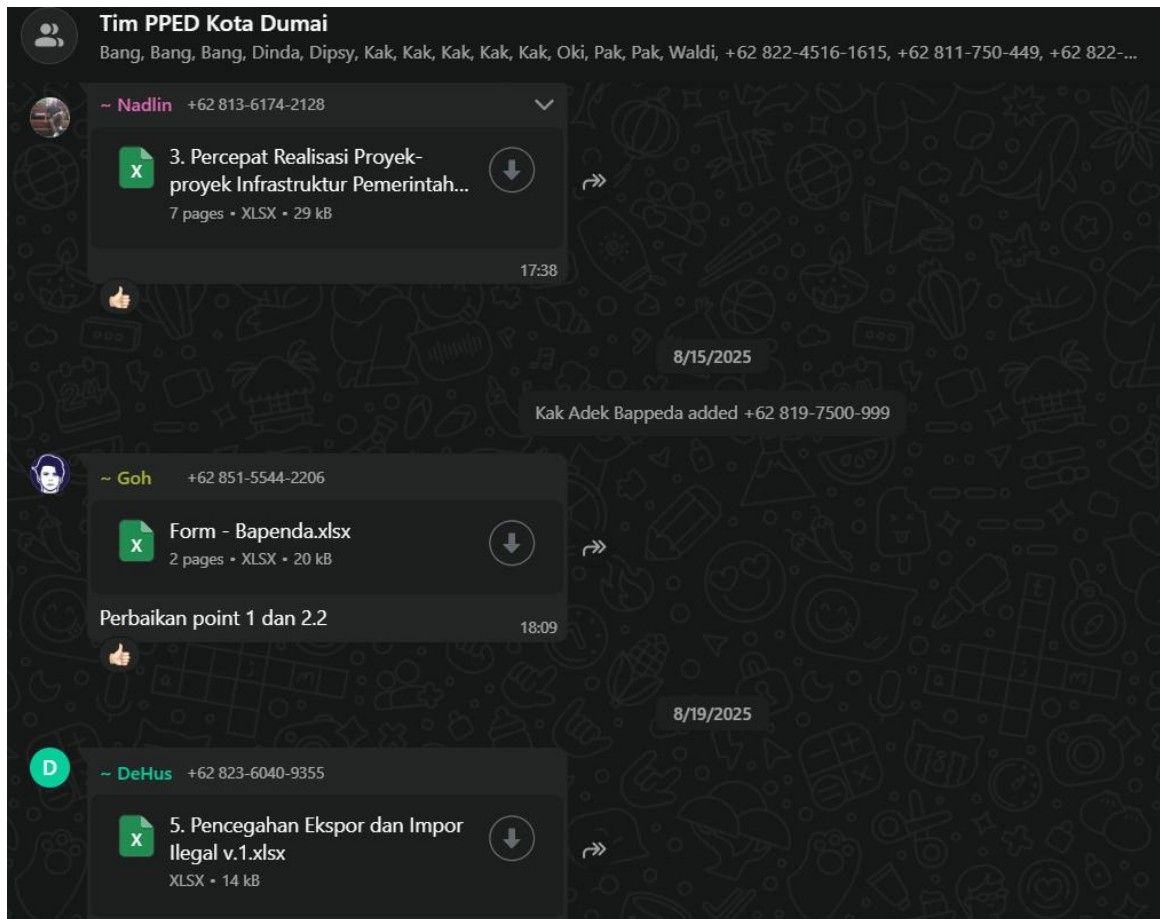 Tim PPED Kota Dumai
Bang, Bang, Bang, Dinda, Dipsy, Kak, Kak, Kak, Kak, Kak, Oki, Pak, Pak, Waldi, +62 822-4516-1615, +62 811-750-449, +62 822-...
~ Nadlin +62 813-6174-2128
X
3. Percepat Realisasi Proyek-
proyek Infrastruktur Pemerintah...
7 pages • XLSX • 29 kB
17:38
8/15/2025
Kak Adek Bappeda added +62 819-7500-999
~ Goh +62 851-5544-2206
X
Form - Bapenda.xlsx
2 pages • XLSX • 20 kB
Perbaikan point 1 dan 2.2
18:09
8/19/2025
D
~ DeHus +62 823-6040-9355
X
5. Pencegahan Ekspor dan Impor
Ilegal v.1.xlsx
XLSX • 14 kB